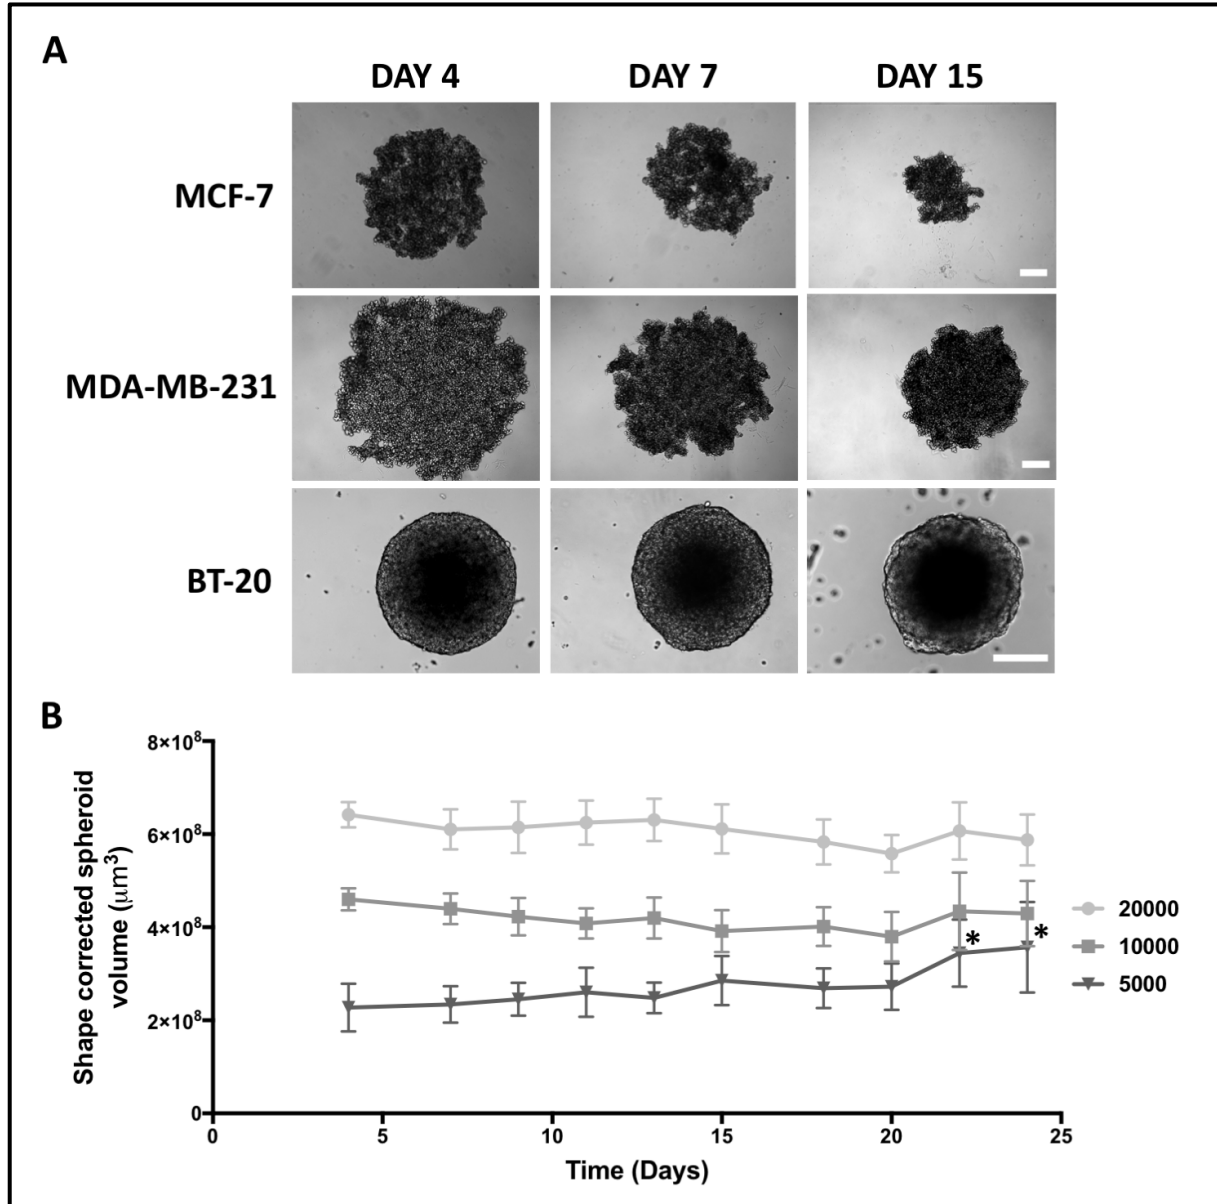 A
DAY 4 DAY 7 DAY 15
MCF-7
MDA-MB-231
BT-20
B
Shape corrected spheroid
volume (μm³)
8×10⁸
6×10⁸
4×10⁸
2×10⁸
0
0 5 10 15 20 25
Time (Days)
* *
20000
10000
5000